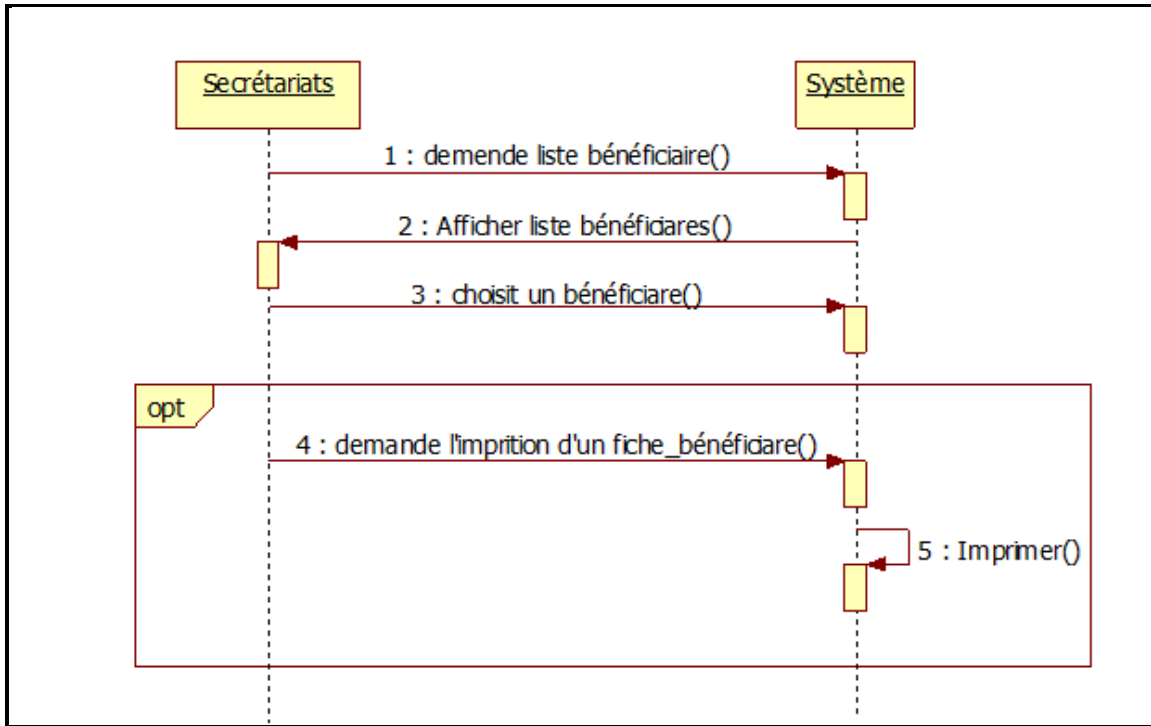 Secrétariats
Système
1 : demende liste bénéficiaire()
2 : Afficher liste bénéficiares()
3 : choisit un bénéficiare()
opt
4 : demande l'imprition d'un fiche_bénéficiare()
5 : Imprimer()